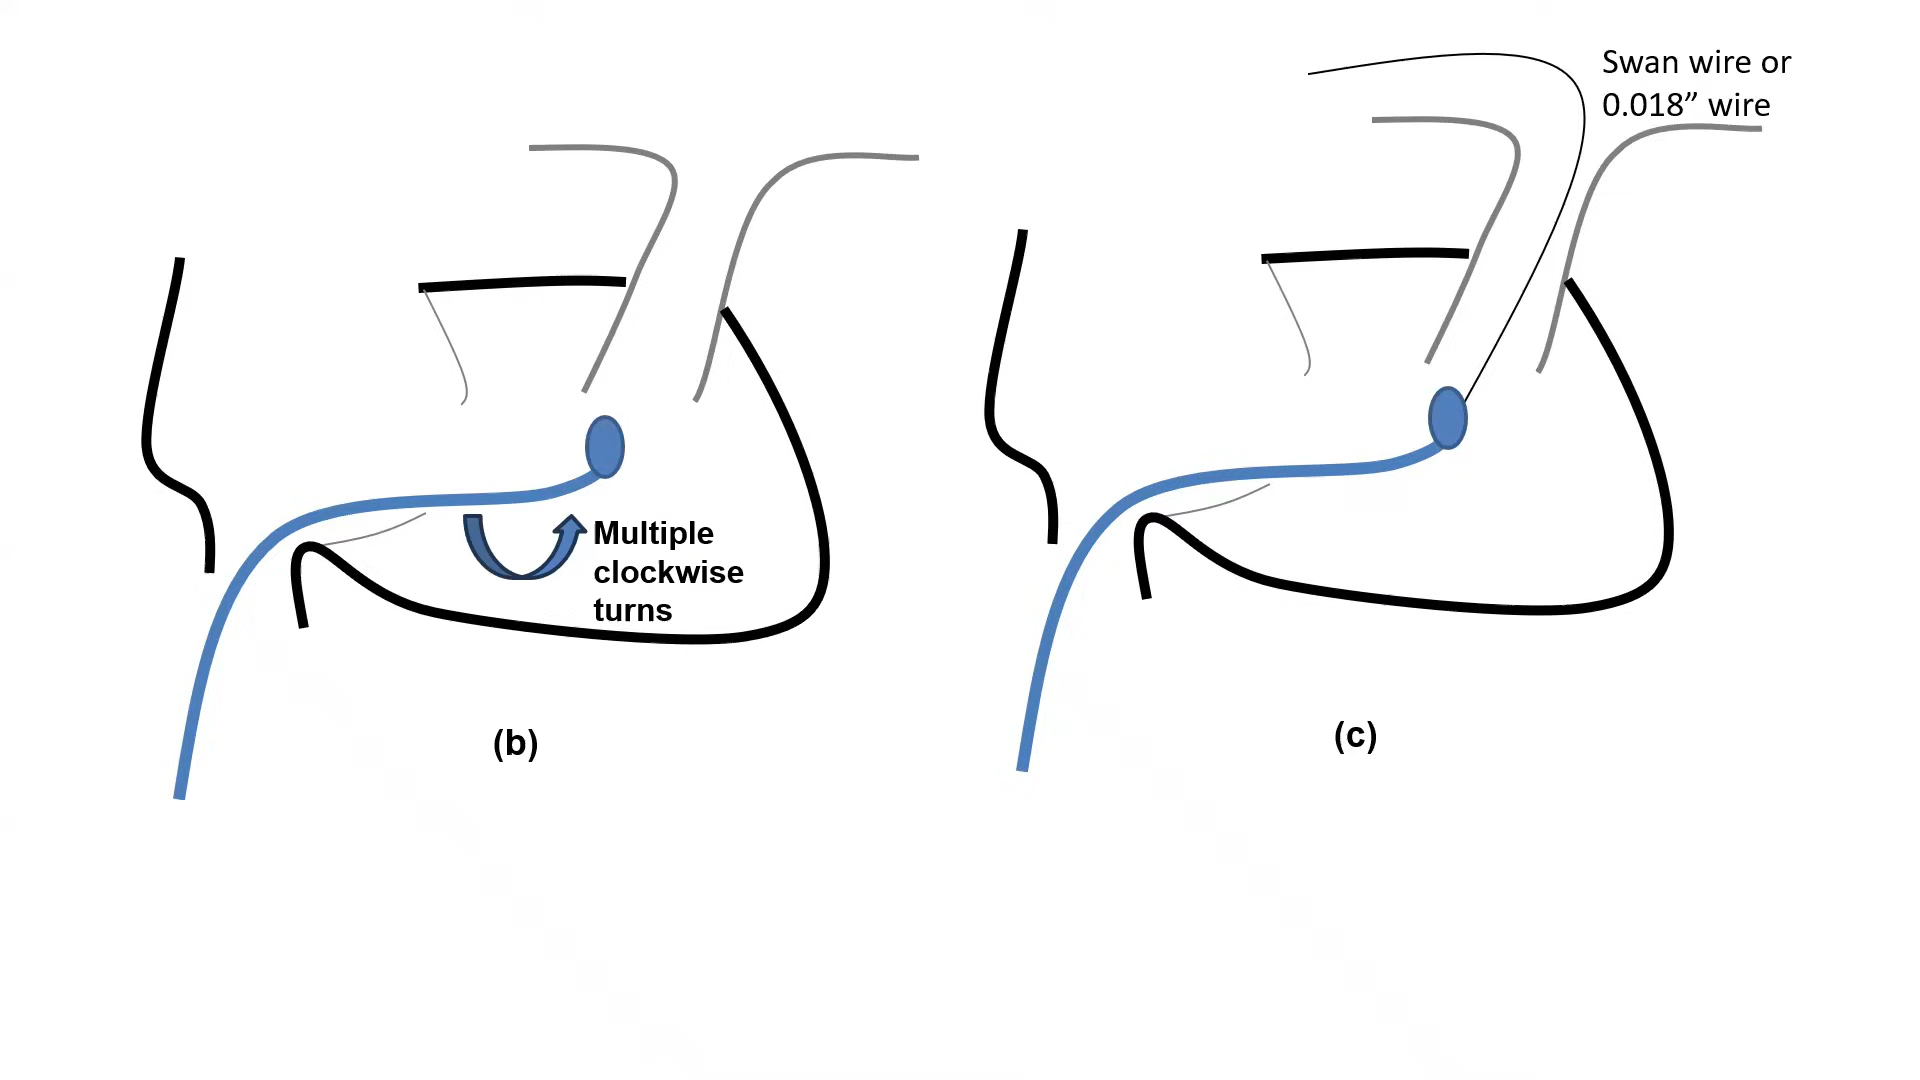 Swan wire or
0.018” wire
Multiple
clockwise
turns
(b)
(c)